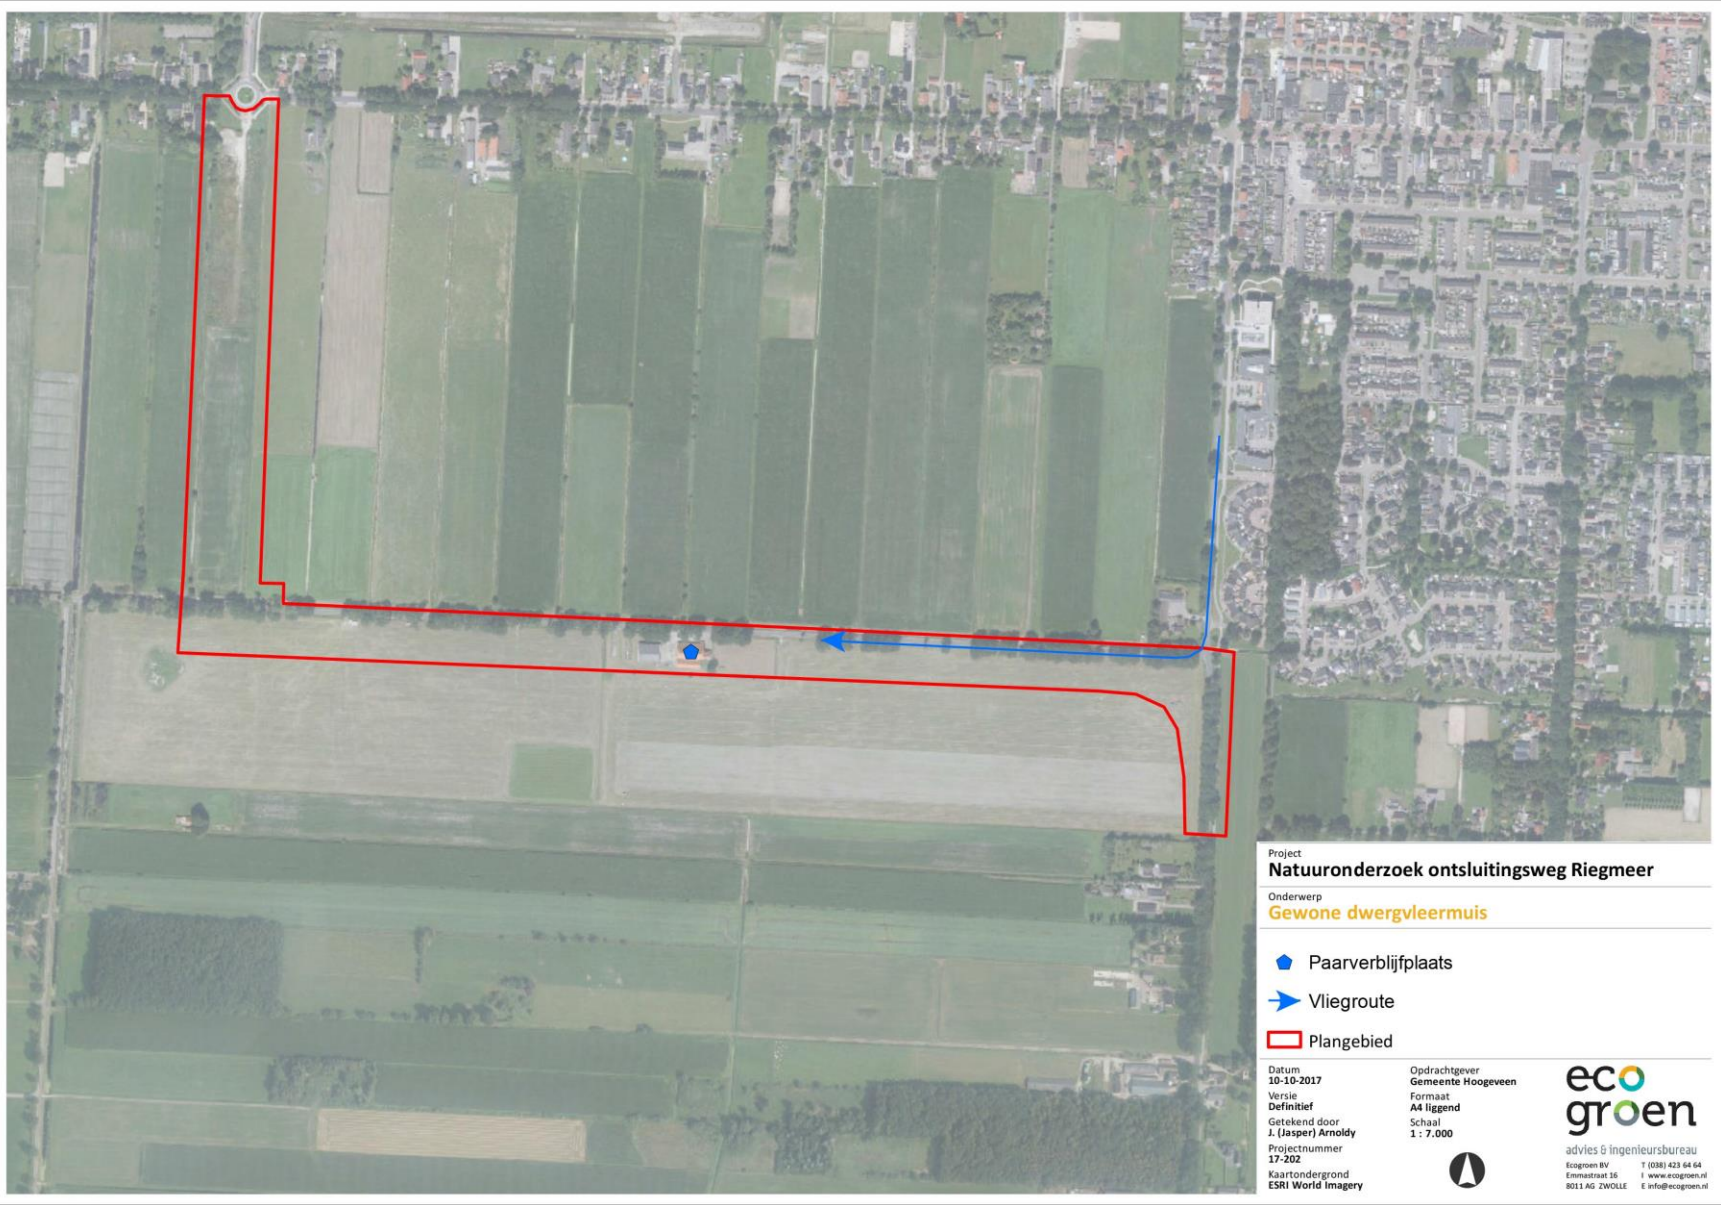 Project
Natuuronderzoek ontsluitingsweg Riegmeer
Onderwerp
Gewone dwergvleermuis
Paarverblijfplaats
Vliegroute
Plangebied
Datum
10-10-2017
Versie
Definitief
Getekend door
J. (Jasper) Arnoldy
Projectnummer
17-202
Kaartondergrond
ESRI World Imagery
Opdrachtgever
Gemeente Hoogeveen
Formaat
A4 liggend
Schaal
1 : 7.000
eco
groen
advies & ingenieursbureau
Ecogroen BV T (038) 423 64 64
Emmastraat 16 I www.ecogroen.nl
8011 AG ZWOLLE E info@ecogroen.nl